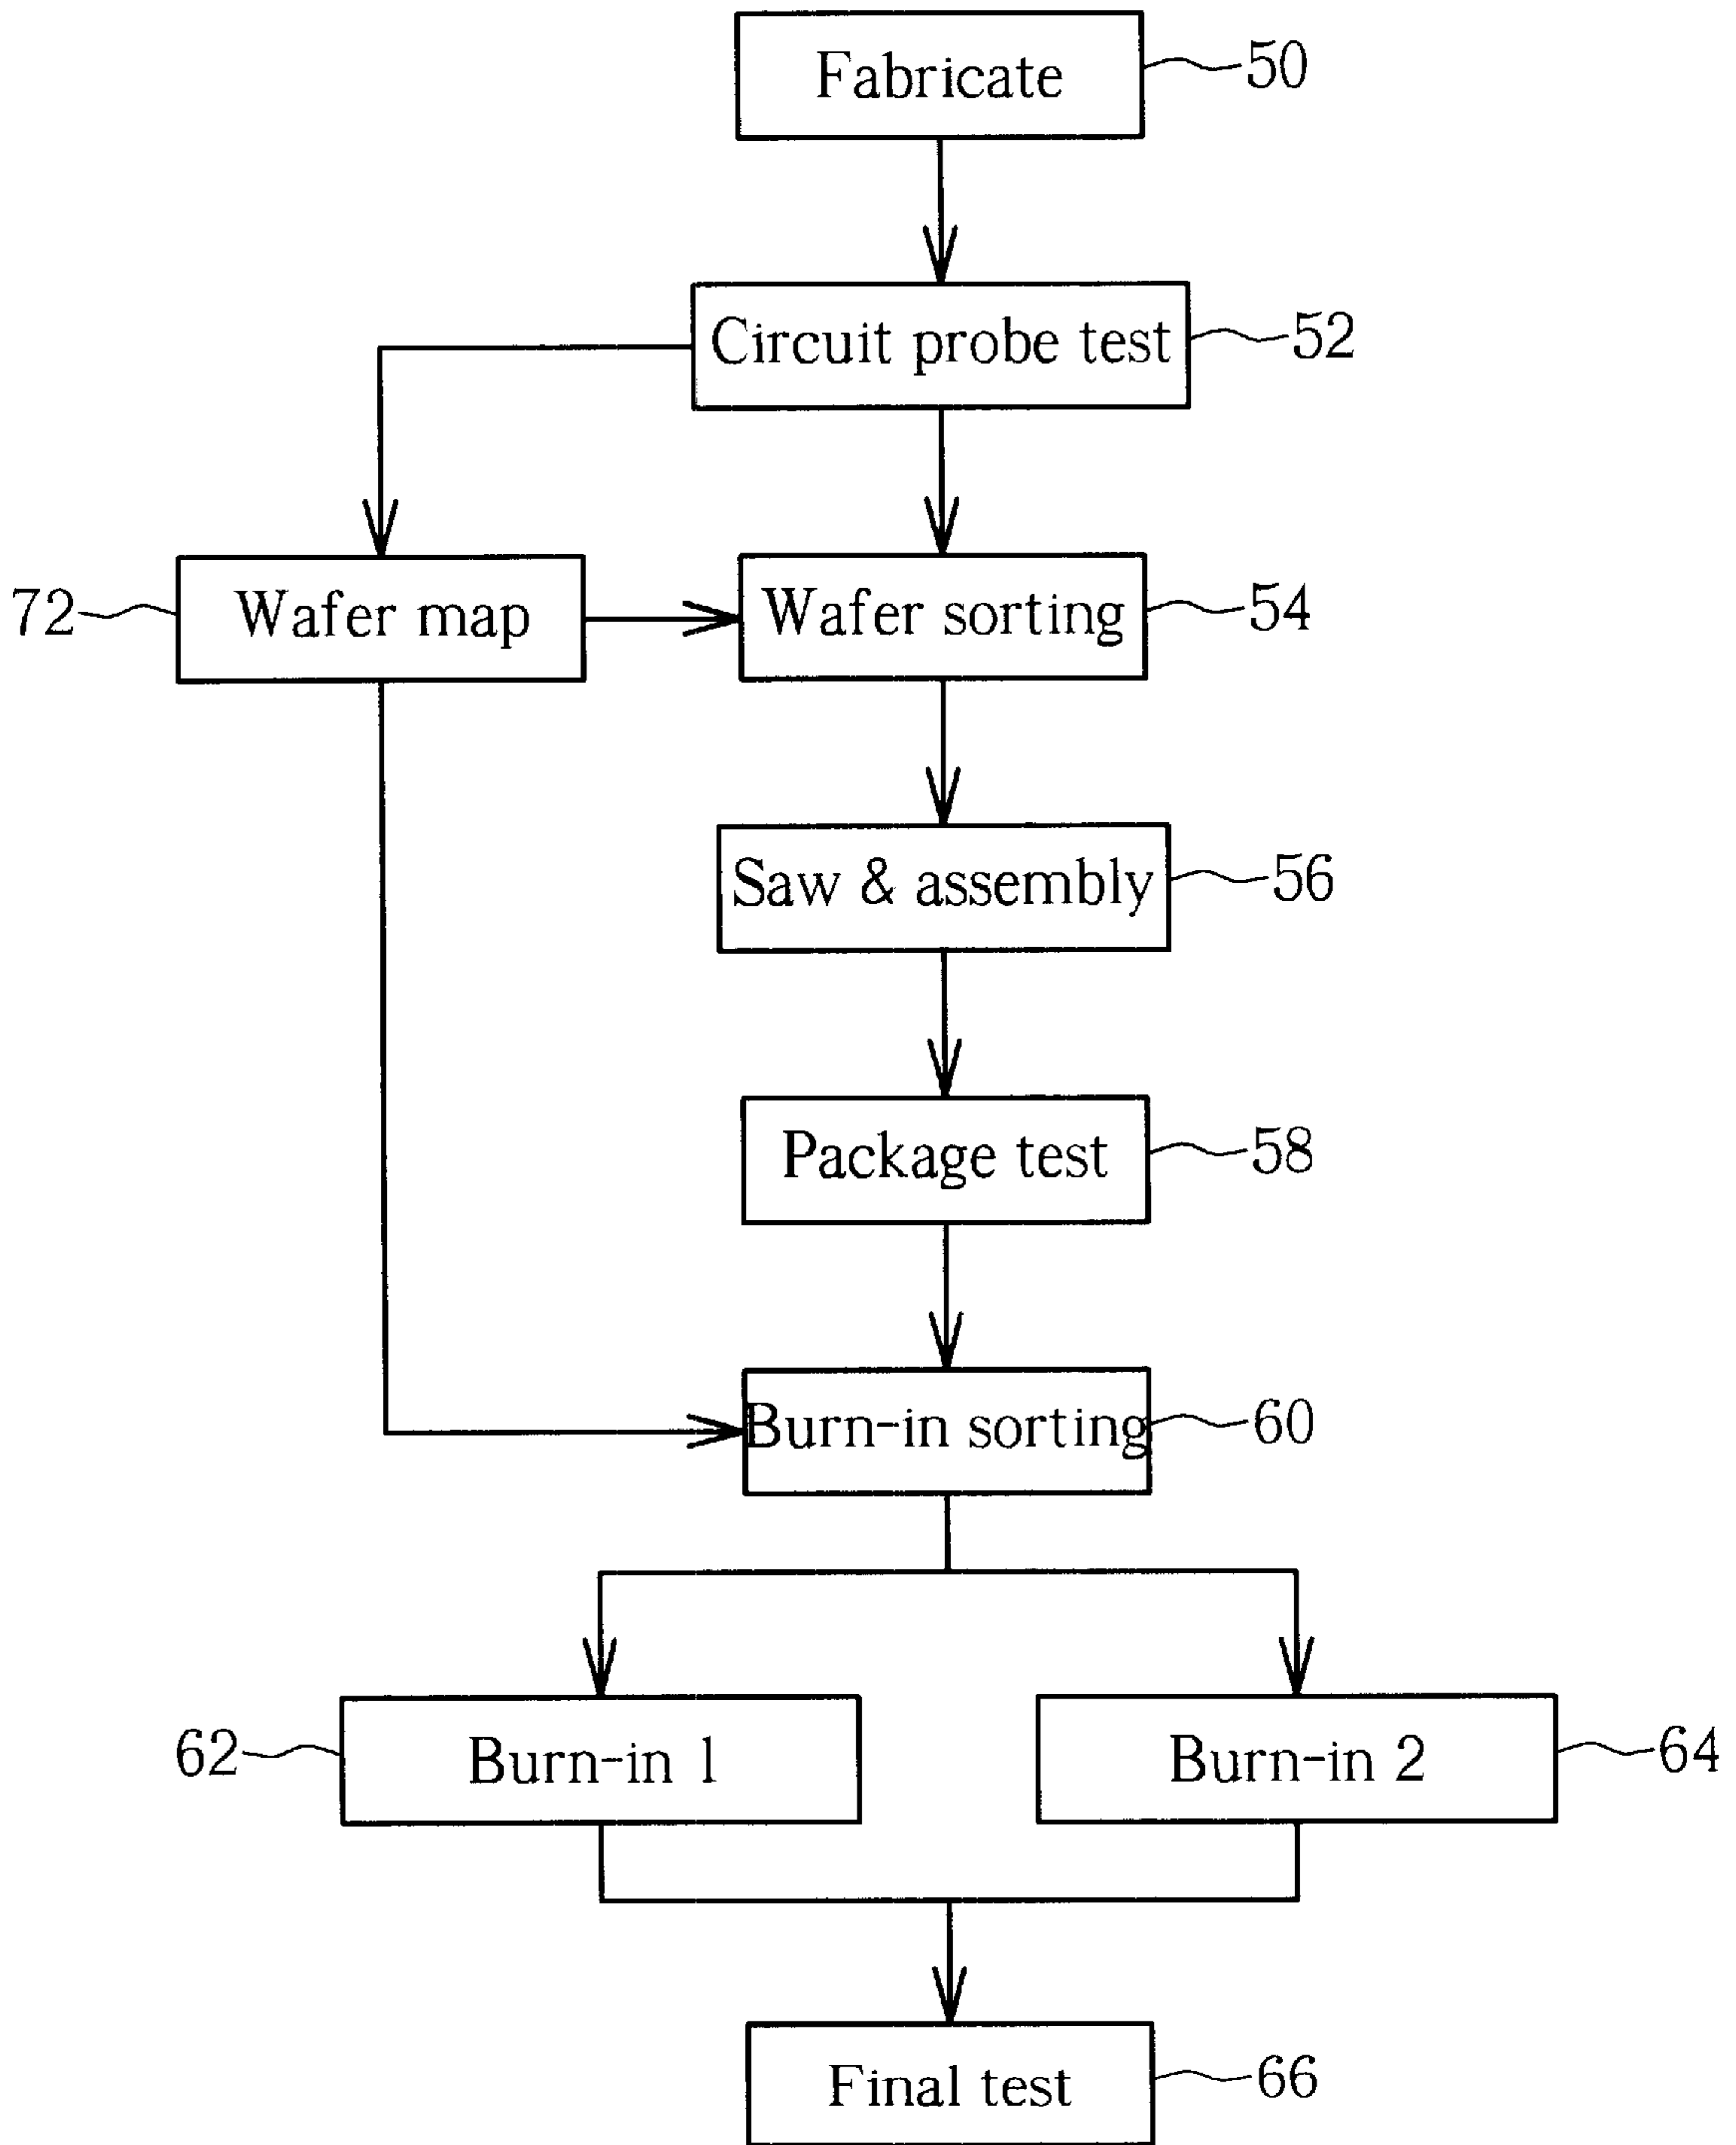 Fabricate 50
Circuit probe test 52
72 Wafer map
Wafer sorting 54
Saw & assembly 56
Package test 58
Burn-in sorting 60
62 Burn-in 1
Burn-in 2 64
Final test 66